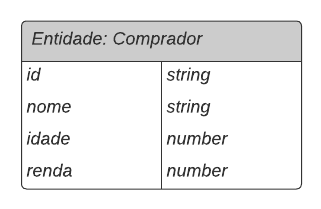 Entidade: Comprador
id string
nome string
idade number
renda number